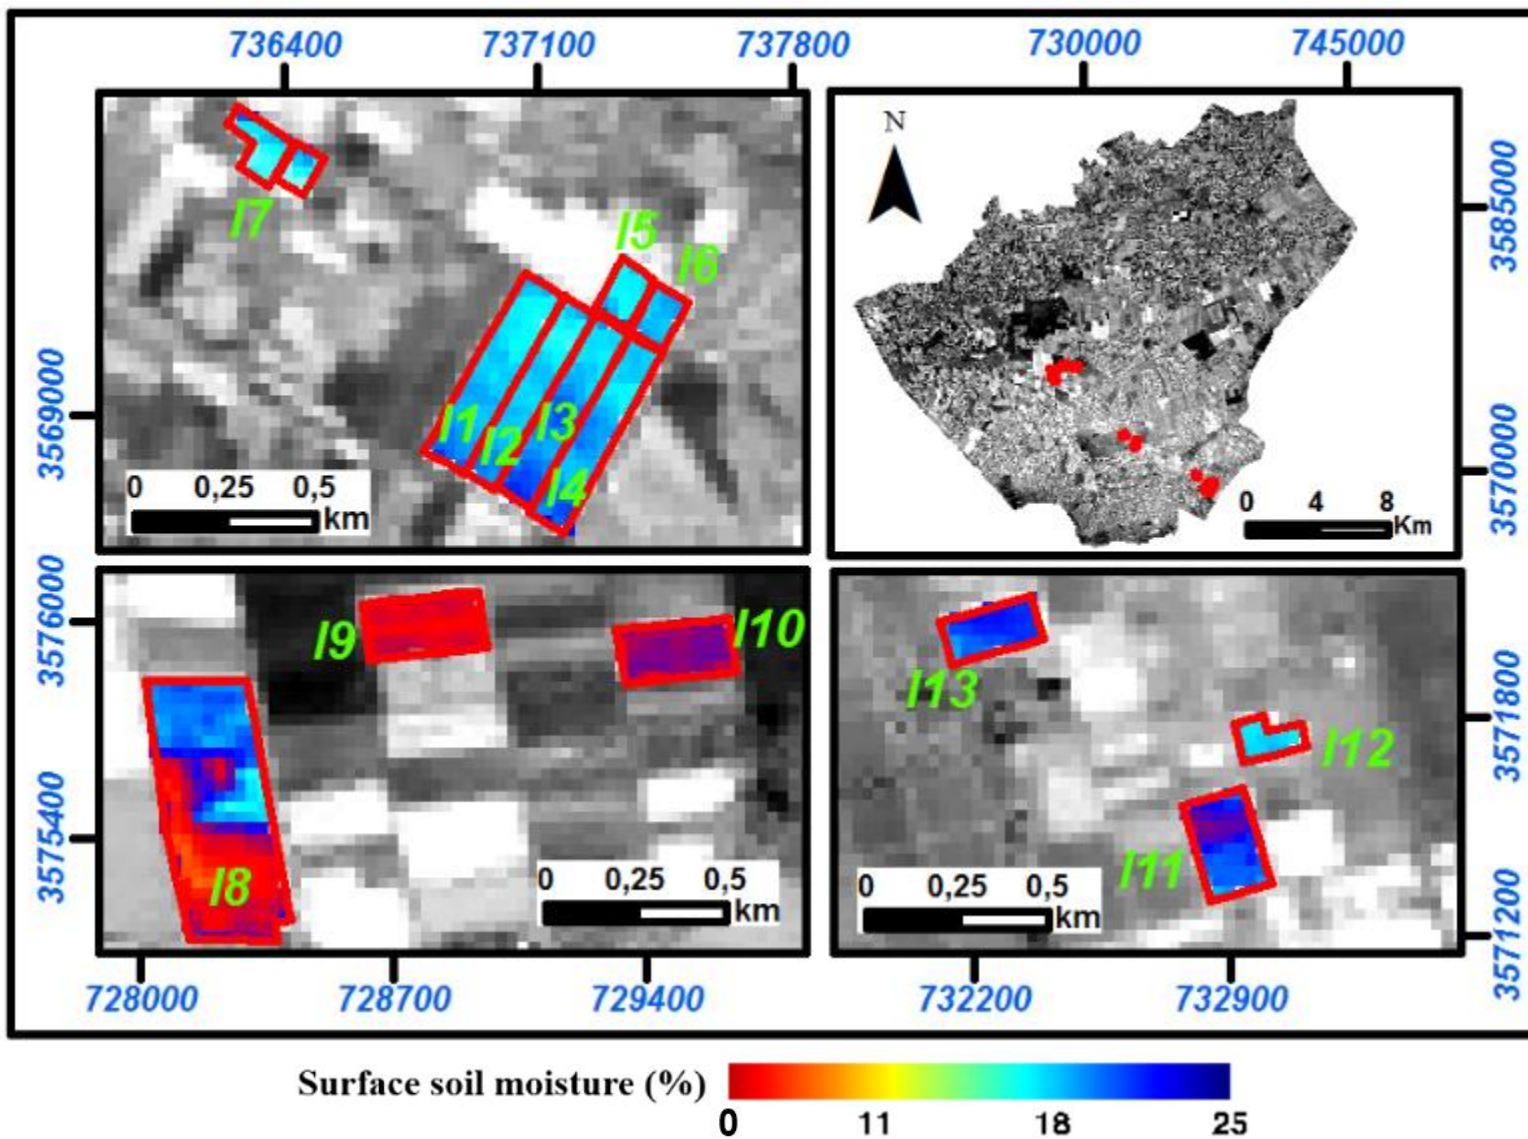 736400 737100 737800 730000 745000
N
I7
I5
I6
3585000
3569000
I1 I2 I3
I4
0 0,25 0,5
km
0 4 8
Km
3570000
3576000
I9
I10
I13
3571800
I12
3575400
I8
I11
0 0,25 0,5
km
0 0,25 0,5
km
3571200
728000 728700 729400 732200 732900
Surface soil moisture (%)
0 11 18 25